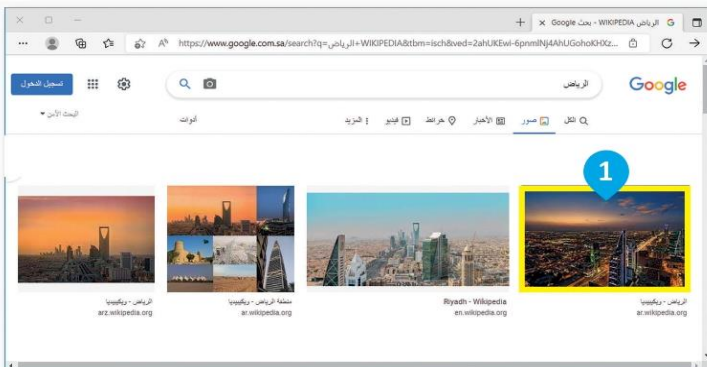 الرياض WIKIPEDIA - بحث Google
https://www.google.com.sa/search?q=الرياض+WIKIPEDIA&tbm=isch&ved=2ahUKEwi-6pnmlNj4AhUGohoKHXz...
Google
الرياض
تسجيل الدخول
الكل
صور
الأخبار
خرائط
فيديو
المزيد
أدوات
البحث الآمن
1
الرياض - ويكيبيديا
ar.wikipedia.org
Riyadh - Wikipedia
en.wikipedia.org
منطقة الرياض - ويكيبيديا
ar.wikipedia.org
الرياض - ويكيبيديا
arz.wikipedia.org